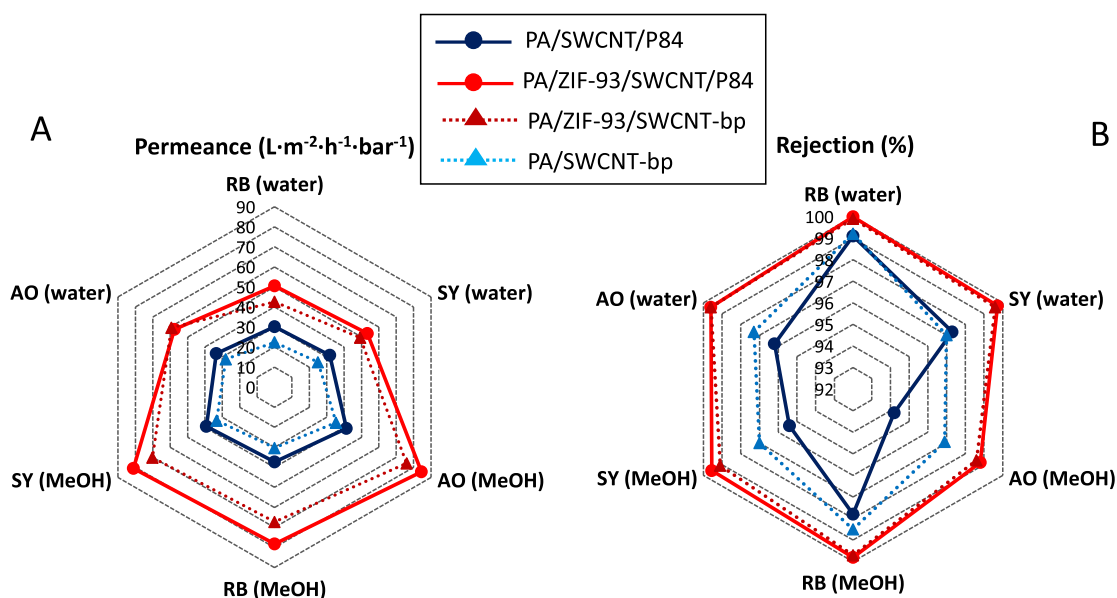 PA/SWCNT/P84
PA/ZIF-93/SWCNT/P84
PA/ZIF-93/SWCNT-bp
PA/SWCNT-bp
A
Permeance (L·m⁻²·h⁻¹·bar⁻¹)
RB (water)
90
80
70
60
50
40
30
20
10
0
SY (water)
AO (MeOH)
RB (MeOH)
SY (MeOH)
AO (water)
B
Rejection (%)
RB (water)
100
99
98
97
96
95
94
93
92
SY (water)
AO (MeOH)
RB (MeOH)
SY (MeOH)
AO (water)